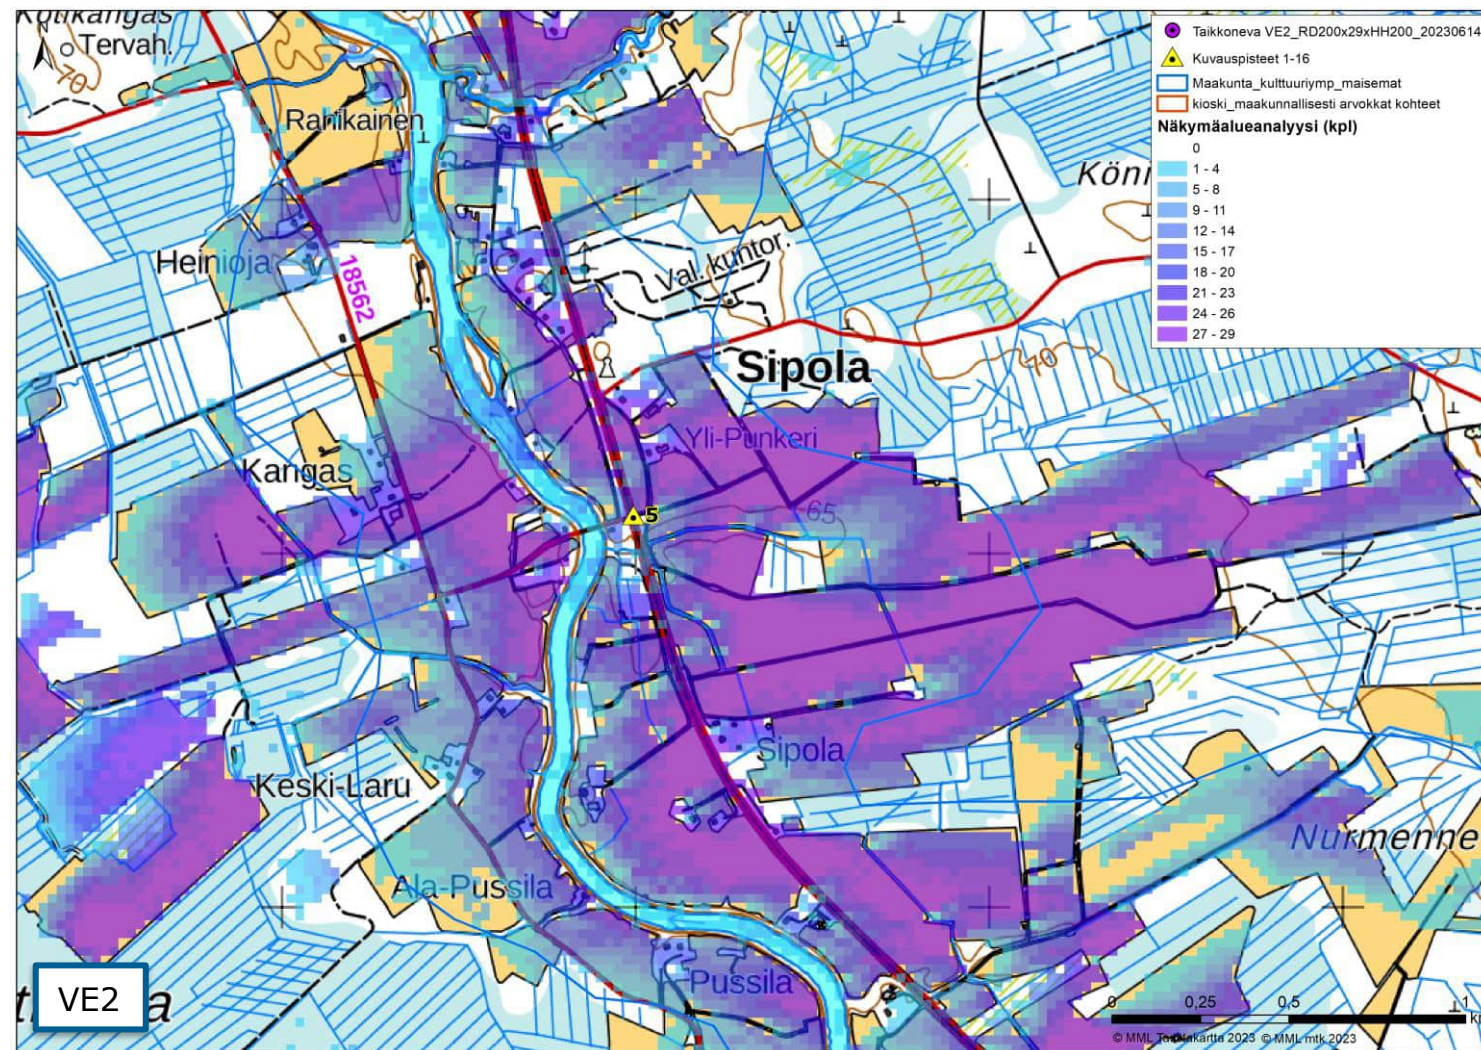 Kotikangas
Tervah.
70
Rahikainen
Heinioja
18562
Val. kuntor.
Köni
Sipola
70
Yli-Punkeri
Kangas
65
5
Sipola
Keski-Laru
Nurmenne
Ala-Pussila
Pussila
VE2
a
Taikkoneva VE2_RD200x29xHH200_20230614
Kuvauspisteet 1-16
Maakunta_kulttuuriymp_maisemat
kioski_maakunnallisesti arvokkat kohteet
Näkymäalueanalyysi (kpl)
0
1 - 4
5 - 8
9 - 11
12 - 14
15 - 17
18 - 20
21 - 23
24 - 26
27 - 29
0 0,25 0,5 1
© MML Taustakartta 2023 © MML mtk 2023